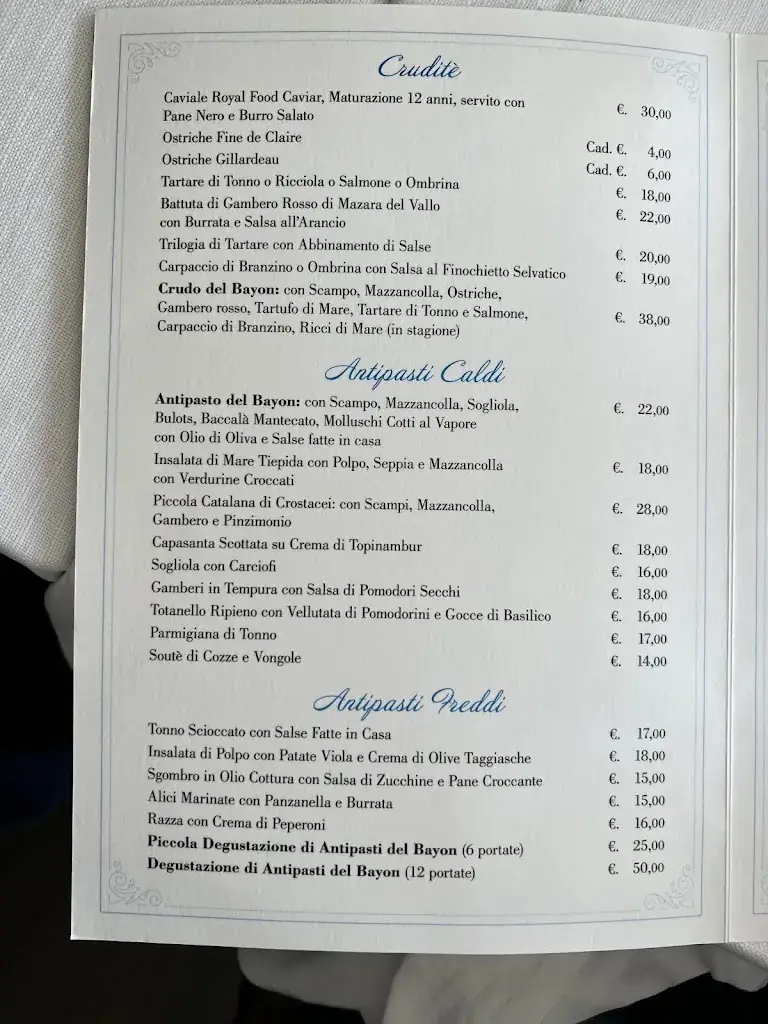 Cruditè
Caviale Royal Food Caviar, Maturazione 12 anni, servito con
Pane Nero e Burro Salato €. 30,00
Ostriche Fine de Claire Cad. €. 4,00
Ostriche Gillardeau Cad. €. 6,00
Tartare di Tonno o Ricciola o Salmone o Ombrina €. 18,00
Battuta di Gambero Rosso di Mazara del Vallo €. 22,00
con Burrata e Salsa all'Arancio
Trilogia di Tartare con Abbinamento di Salse €. 20,00
Carpaccio di Branzino o Ombrina con Salsa al Finochietto Selvatico €. 19,00
Crudo del Bayon: con Scampo, Mazzancolla, Ostriche,
Gambero rosso, Tartufo di Mare, Tartare di Tonno e Salmone, €. 38,00
Carpaccio di Branzino, Ricci di Mare (in stagione)
Antipasti Caldi
Antipasto del Bayon: con Scampo, Mazzancolla, Sogliola, €. 22,00
Bulots, Baccalà Mantecato, Molluschi Cotti al Vapore
con Olio di Oliva e Salse fatte in casa
Insalata di Mare Tiepida con Polpo, Seppia e Mazzancolla €. 18,00
con Verdurine Croccati
Piccola Catalana di Crostacei: con Scampi, Mazzancolla, €. 28,00
Gambero e Pinzimonio
Capasanta Scottata su Crema di Topinambur €. 18,00
Sogliola con Carciofi €. 16,00
Gamberi in Tempura con Salsa di Pomodori Secchi €. 18,00
Totanello Ripieno con Vellutata di Pomodorini e Gocce di Basilico €. 16,00
Parmigiana di Tonno €. 17,00
Soutè di Cozze e Vongole €. 14,00
Antipasti Freddi
Tonno Scioccato con Salse Fatte in Casa €. 17,00
Insalata di Polpo con Patate Viola e Crema di Olive Taggiasche €. 18,00
Sgombro in Olio Cottura con Salsa di Zucchine e Pane Croccante €. 15,00
Alici Marinate con Panzanella e Burrata €. 15,00
Razza con Crema di Peperoni €. 16,00
Piccola Degustazione di Antipasti del Bayon (6 portate) €. 25,00
Degustazione di Antipasti del Bayon (12 portate) €. 50,00